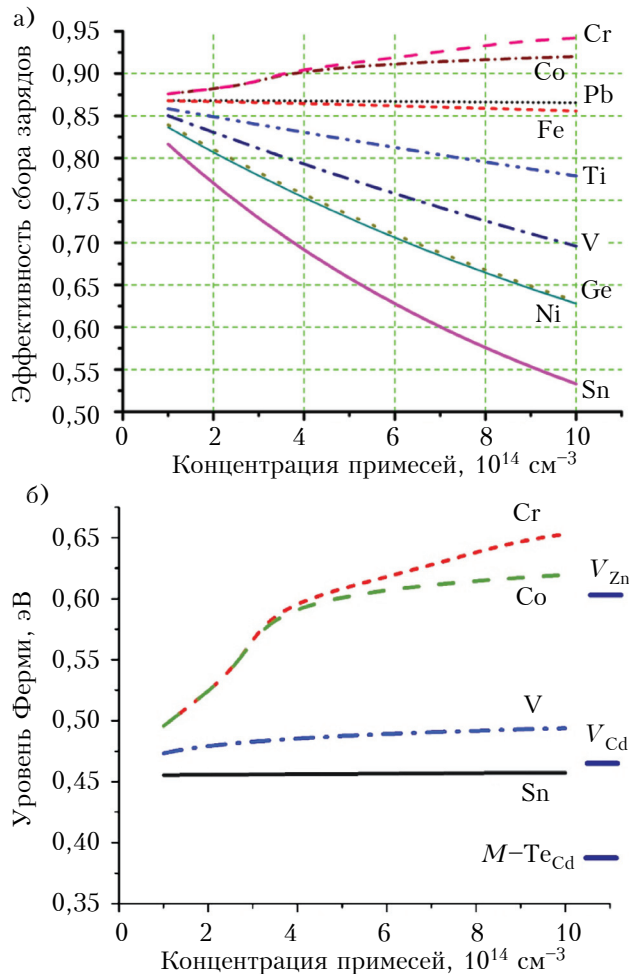 а)
Эффективность сбора зарядов
0,95
0,90
0,85
0,80
0,75
0,70
0,65
0,60
0,55
0,50
Cr
Co
Pb
Fe
Ti
V
Ge
Ni
Sn
0 2 4 6 8 10
Концентрация примесей, 10¹⁴ см⁻³
б)
Уровень Ферми, эВ
0,65
0,60
0,55
0,50
0,45
0,40
0,35
Cr
Co
V_Zn
V
V_Cd
Sn
M−Te_Cd
0 2 4 6 8 10
Концентрация примесей, 10¹⁴ см⁻³